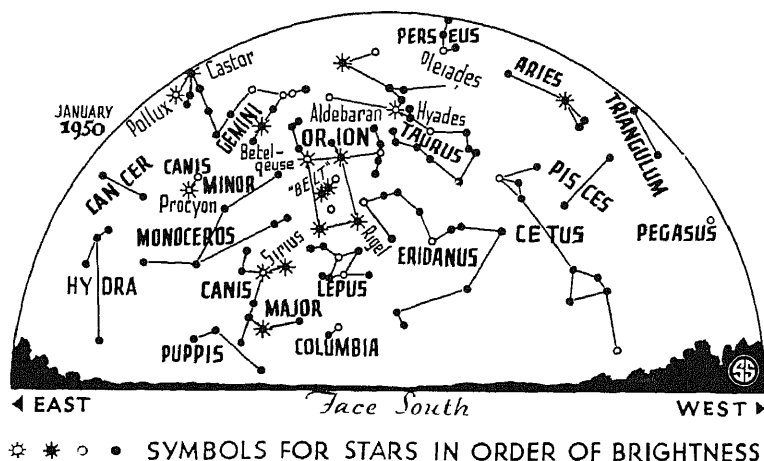 PERSEUS
Pleiades
Castor
ARIES
Pollux
JANUARY
1950
GEMINI
Aldebaran
Hyades
TRIANGULUM
ORION
TAURUS
Betel-
geuse
CANCER
CANIS
MINOR
"BELT"
PISCES
Procyon
MONOCEROS
Sirius
Rigel
CETUS
PEGASUS
ERIDANUS
HYDRA
CANIS
MAJOR
LEPUS
PUPPIS
COLUMBIA
SS
EAST
Face South
WEST
SYMBOLS FOR STARS IN ORDER OF BRIGHTNESS